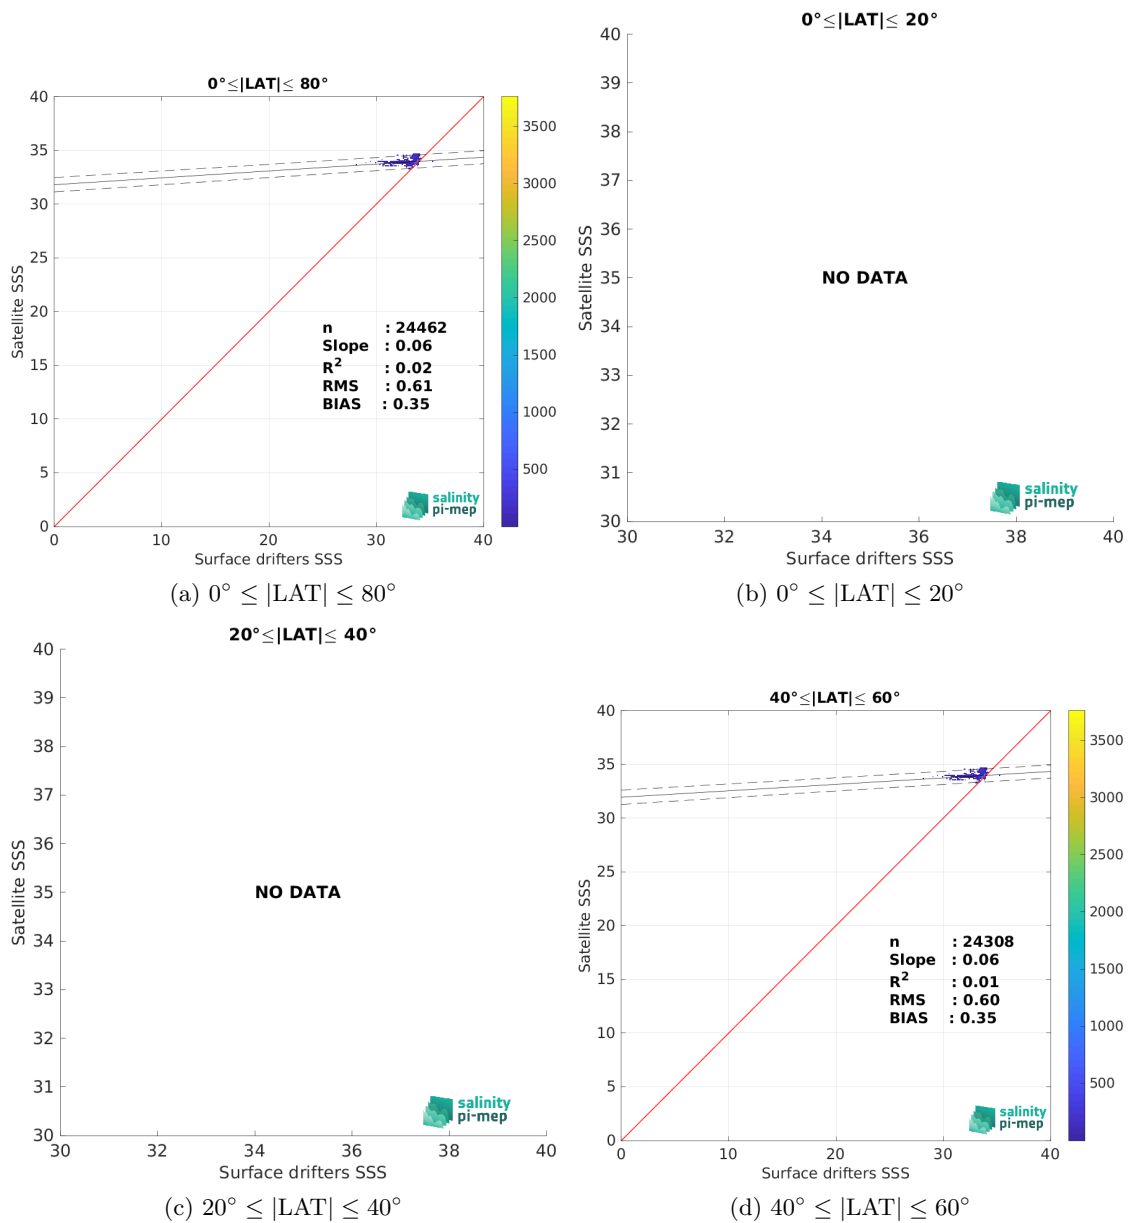 0°≤|LAT|≤ 80°
40
35
30
25
20
15
10
5
0
Satellite SSS
0
10
20
30
40
Surface drifters SSS
3500
3000
2500
2000
1500
1000
500
n : 24462
Slope : 0.06
R² : 0.02
RMS : 0.61
BIAS : 0.35
salinity
pi-mep
(a) 0° ≤ |LAT| ≤ 80°
0°≤|LAT|≤ 20°
40
39
38
37
36
35
34
33
32
31
30
Satellite SSS
NO DATA
salinity
pi-mep
30
32
34
36
38
40
Surface drifters SSS
(b) 0° ≤ |LAT| ≤ 20°
20°≤|LAT|≤ 40°
40
39
38
37
36
35
34
33
32
31
30
Satellite SSS
NO DATA
salinity
pi-mep
30
32
34
36
38
40
Surface drifters SSS
(c) 20° ≤ |LAT| ≤ 40°
40°≤|LAT|≤ 60°
40
35
30
25
20
15
10
5
0
Satellite SSS
0
10
20
30
40
Surface drifters SSS
3500
3000
2500
2000
1500
1000
500
n : 24308
Slope : 0.06
R² : 0.01
RMS : 0.60
BIAS : 0.35
salinity
pi-mep
(d) 40° ≤ |LAT| ≤ 60°